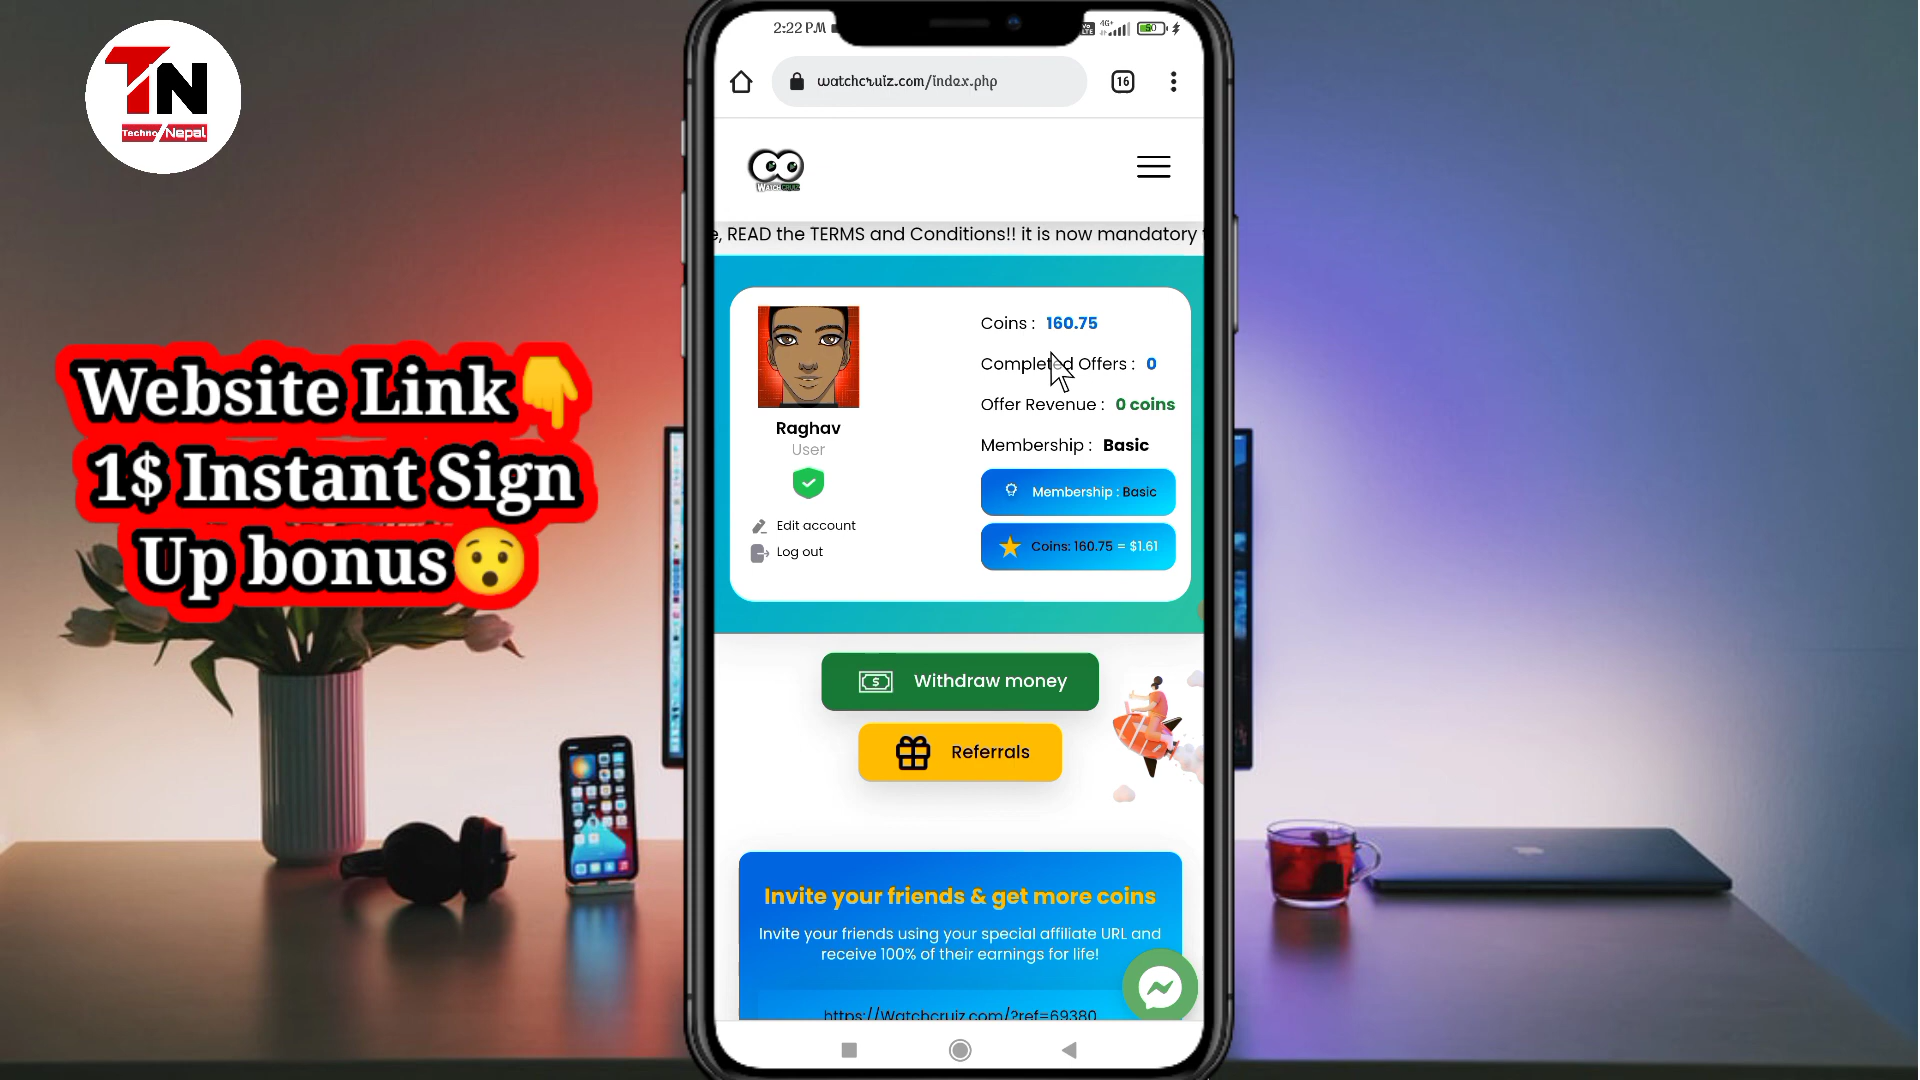 TN
Techno Nepal
Website Link👇
1$ Instant Sign
Up bonus😯
2:22 PM
4G+
60
watchcruiz.com/index.php
16
WATCHCRUIZ
, READ the TERMS and Conditions!! it is now mandatory
Coins : 160.75
Completed Offers : 0
Offer Revenue : 0 coins
Membership : Basic
Raghav
User
Membership : Basic
Edit account
Coins: 160.75 = $1.61
Log out
Withdraw money
Referrals
Invite your friends & get more coins
Invite your friends using your special affiliate URL and
receive 100% of their earnings for life!
https://Watchcruiz.com/?ref=69380